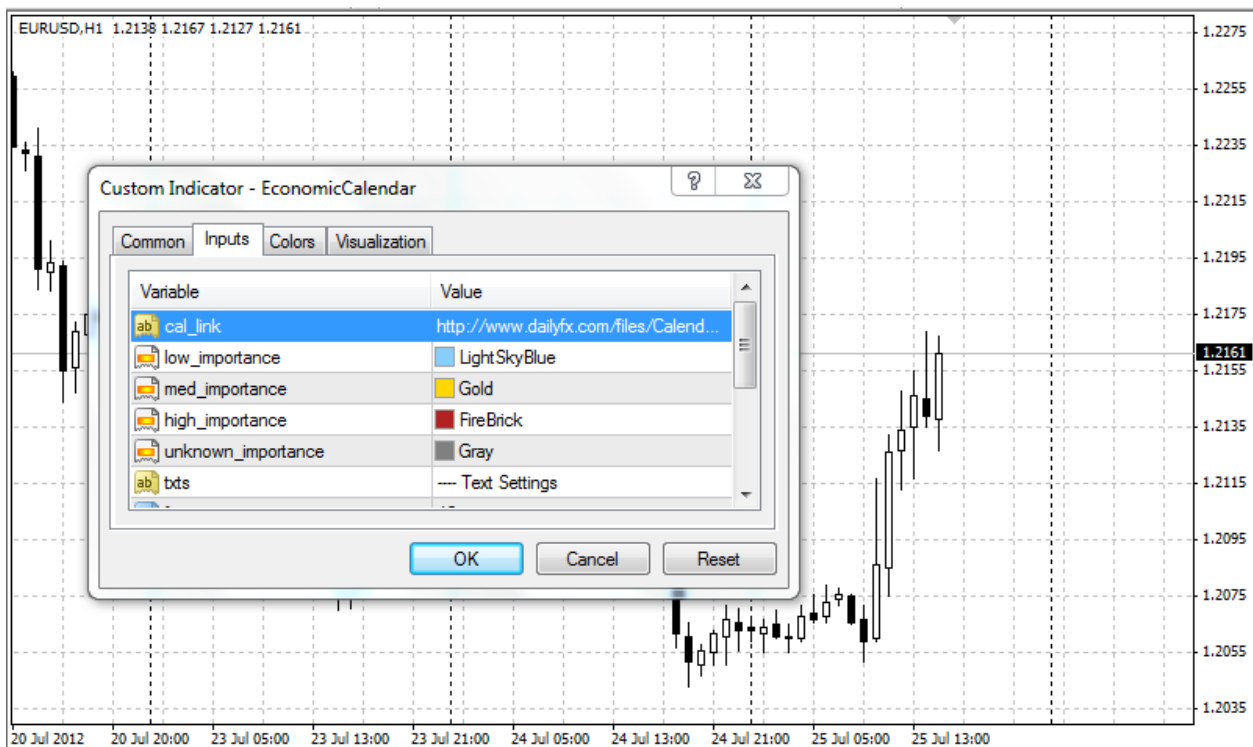 EURUSD,H1 1.2138 1.2167 1.2127 1.2161
1.2275
1.2255
1.2235
1.2215
1.2195
1.2175
1.2161
1.2155
1.2135
1.2115
1.2095
1.2075
1.2055
1.2035
Custom Indicator - EconomicCalendar
Common Inputs Colors Visualization
Variable Value
ab cal_link http://www.dailyfx.com/files/Calend...
low_importance LightSkyBlue
med_importance Gold
high_importance FireBrick
unknown_importance Gray
ab txts ---- Text Settings
OK Cancel Reset
20 Jul 2012 20 Jul 20:00 23 Jul 05:00 23 Jul 13:00 23 Jul 21:00 24 Jul 05:00 24 Jul 13:00 24 Jul 21:00 25 Jul 05:00 25 Jul 13:00